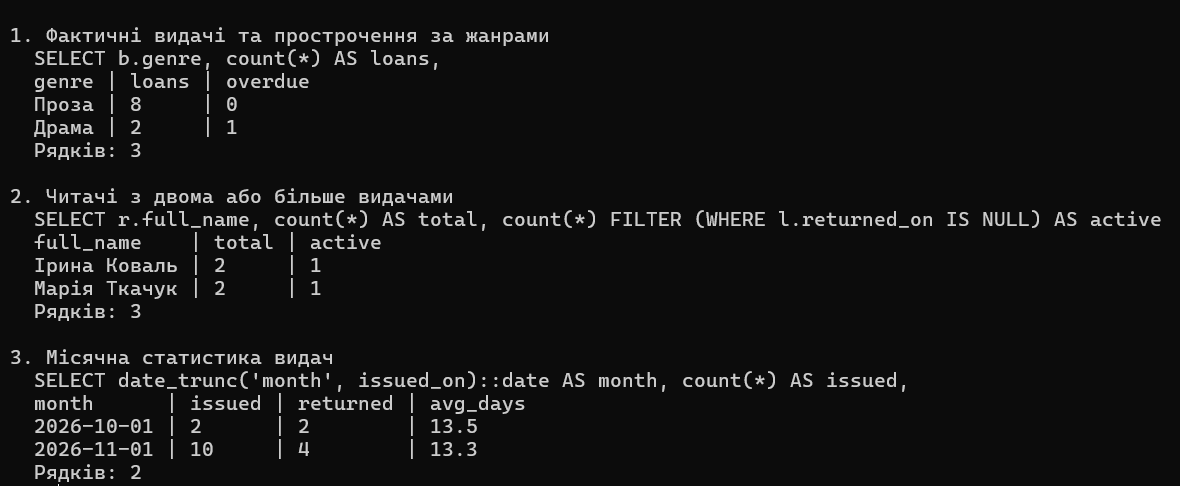 1. Фактичні видачі та прострочення за жанрами
SELECT b.genre, count(*) AS loans,
genre | loans | overdue
Проза | 8 | 0
Драма | 2 | 1
Рядків: 3
2. Читачі з двома або більше видачами
SELECT r.full_name, count(*) AS total, count(*) FILTER (WHERE l.returned_on IS NULL) AS active
full_name | total | active
Ірина Коваль | 2 | 1
Марія Ткачук | 2 | 1
Рядків: 3
3. Місячна статистика видач
SELECT date_trunc('month', issued_on)::date AS month, count(*) AS issued,
month | issued | returned | avg_days
2026-10-01 | 2 | 2 | 13.5
2026-11-01 | 10 | 4 | 13.3
Рядків: 2